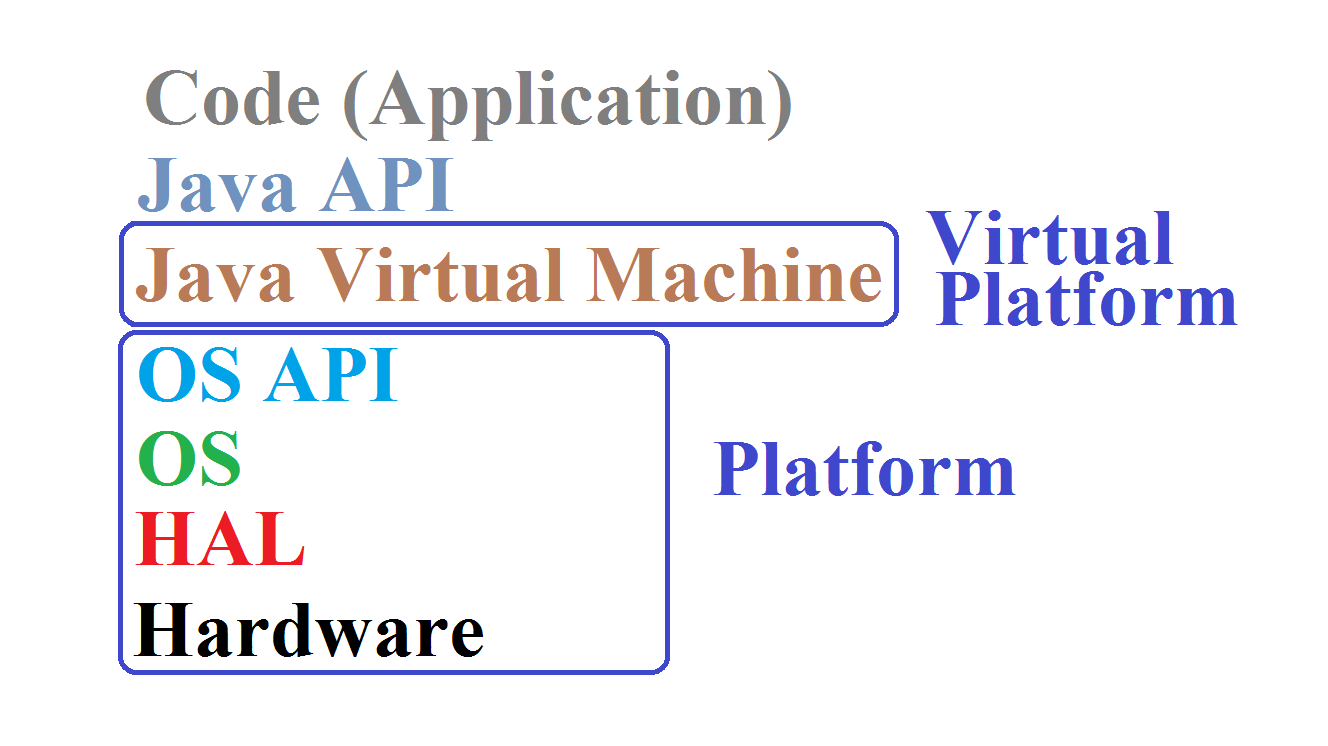 Code (Application)
Java API
Java Virtual Machine
Virtual
Platform
OS API
OS
Platform
HAL
Hardware